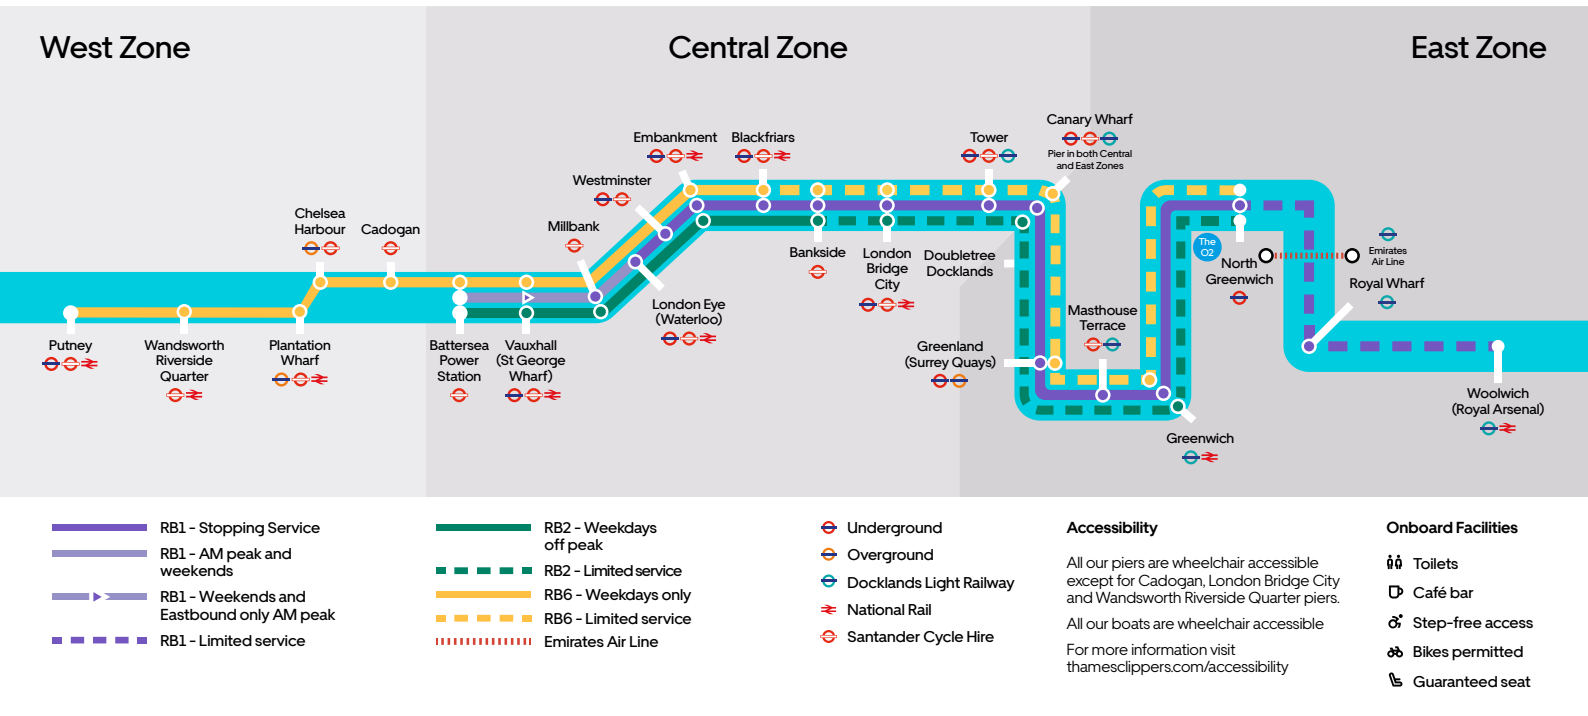 West Zone
Central Zone
East Zone
Canary Wharf
Pier in both Central
and East Zones
Embankment
Blackfriars
Tower
Westminster
Millbank
Chelsea
Harbour
Cadogan
Putney
Wandsworth
Riverside
Quarter
Plantation
Wharf
Battersea
Power
Station
Vauxhall
(St George
Wharf)
London Eye
(Waterloo)
Bankside
London
Bridge
City
Doubletree
Docklands
Greenland
(Surrey Quays)
Masthouse
Terrace
Greenwich
The
O2
North
Greenwich
Emirates
Air Line
Royal Wharf
Woolwich
(Royal Arsenal)
RB1 - Stopping Service
RB1 - AM peak and
weekends
RB1 - Weekends and
Eastbound only AM peak
RB1 - Limited service
RB2 - Weekdays
off peak
RB2 - Limited service
RB6 - Weekdays only
RB6 - Limited service
Emirates Air Line
Underground
Overground
Docklands Light Railway
National Rail
Santander Cycle Hire
Accessibility
All our piers are wheelchair accessible
except for Cadogan, London Bridge City
and Wandsworth Riverside Quarter piers.
All our boats are wheelchair accessible
For more information visit
thamesclippers.com/accessibility
Onboard Facilities
Toilets
Café bar
Step-free access
Bikes permitted
Guaranteed seat